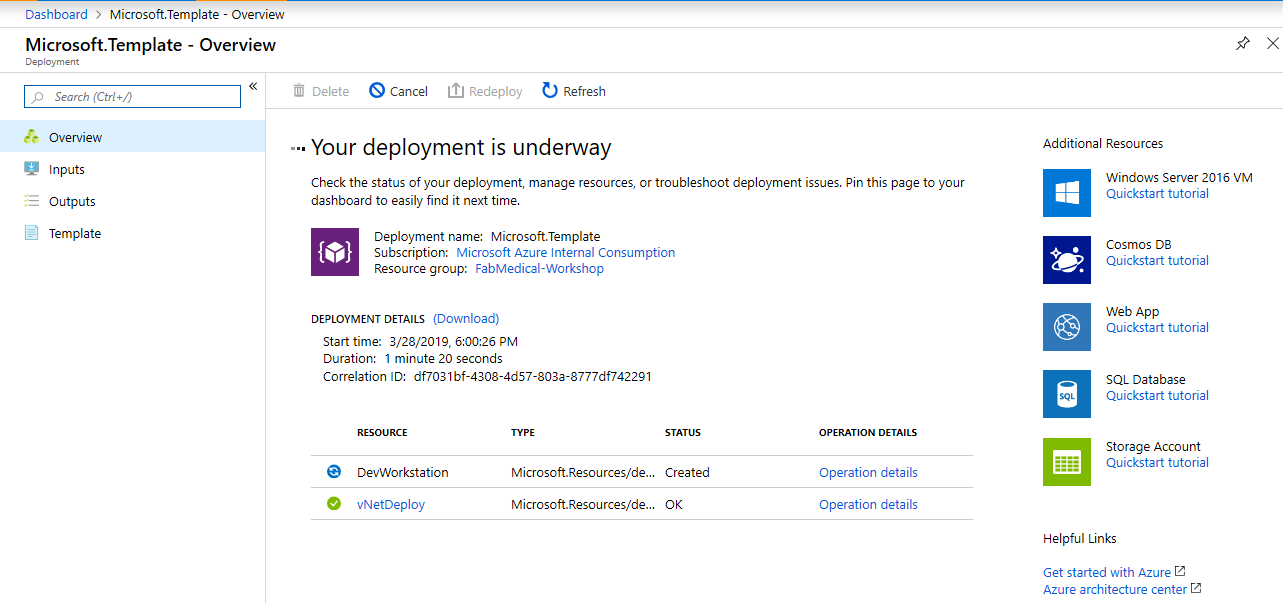 Dashboard > Microsoft.Template - Overview
Microsoft.Template - Overview
Deployment
Search (Ctrl+/)
«
Delete Cancel Redeploy Refresh
Overview
Inputs
Outputs
Template
Your deployment is underway
Check the status of your deployment, manage resources, or troubleshoot deployment issues. Pin this page to your
dashboard to easily find it next time.
Deployment name: Microsoft.Template
Subscription: Microsoft Azure Internal Consumption
Resource group: FabMedical-Workshop
DEPLOYMENT DETAILS (Download)
Start time: 3/28/2019, 6:00:26 PM
Duration: 1 minute 20 seconds
Correlation ID: df7031bf-4308-4d57-803a-8777df742291
RESOURCE TYPE STATUS OPERATION DETAILS
DevWorkstation Microsoft.Resources/de... Created Operation details
vNetDeploy Microsoft.Resources/de... OK Operation details
Additional Resources
Windows Server 2016 VM
Quickstart tutorial
Cosmos DB
Quickstart tutorial
Web App
Quickstart tutorial
SQL
SQL Database
Quickstart tutorial
Storage Account
Quickstart tutorial
Helpful Links
Get started with Azure
Azure architecture center